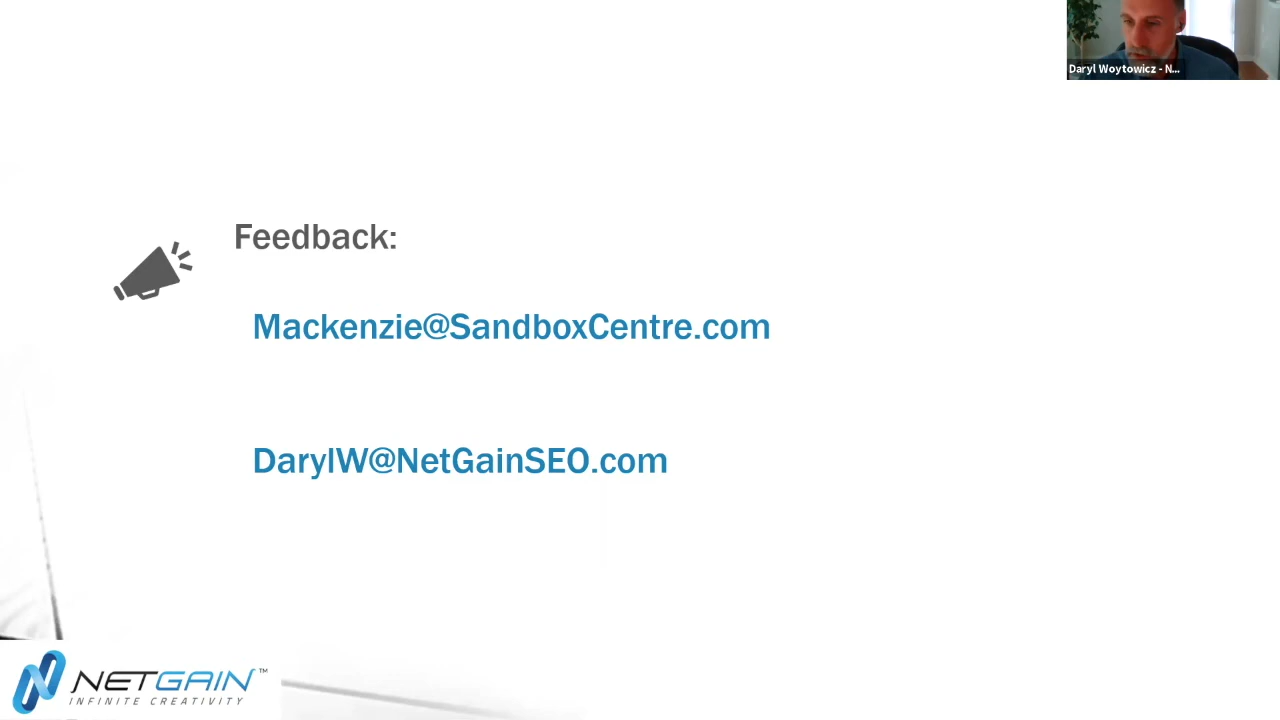 Daryl Woytowicz - N...
Feedback:
Mackenzie@SandboxCentre.com
DarylW@NetGainSEO.com
NETGAIN™
INFINITE CREATIVITY